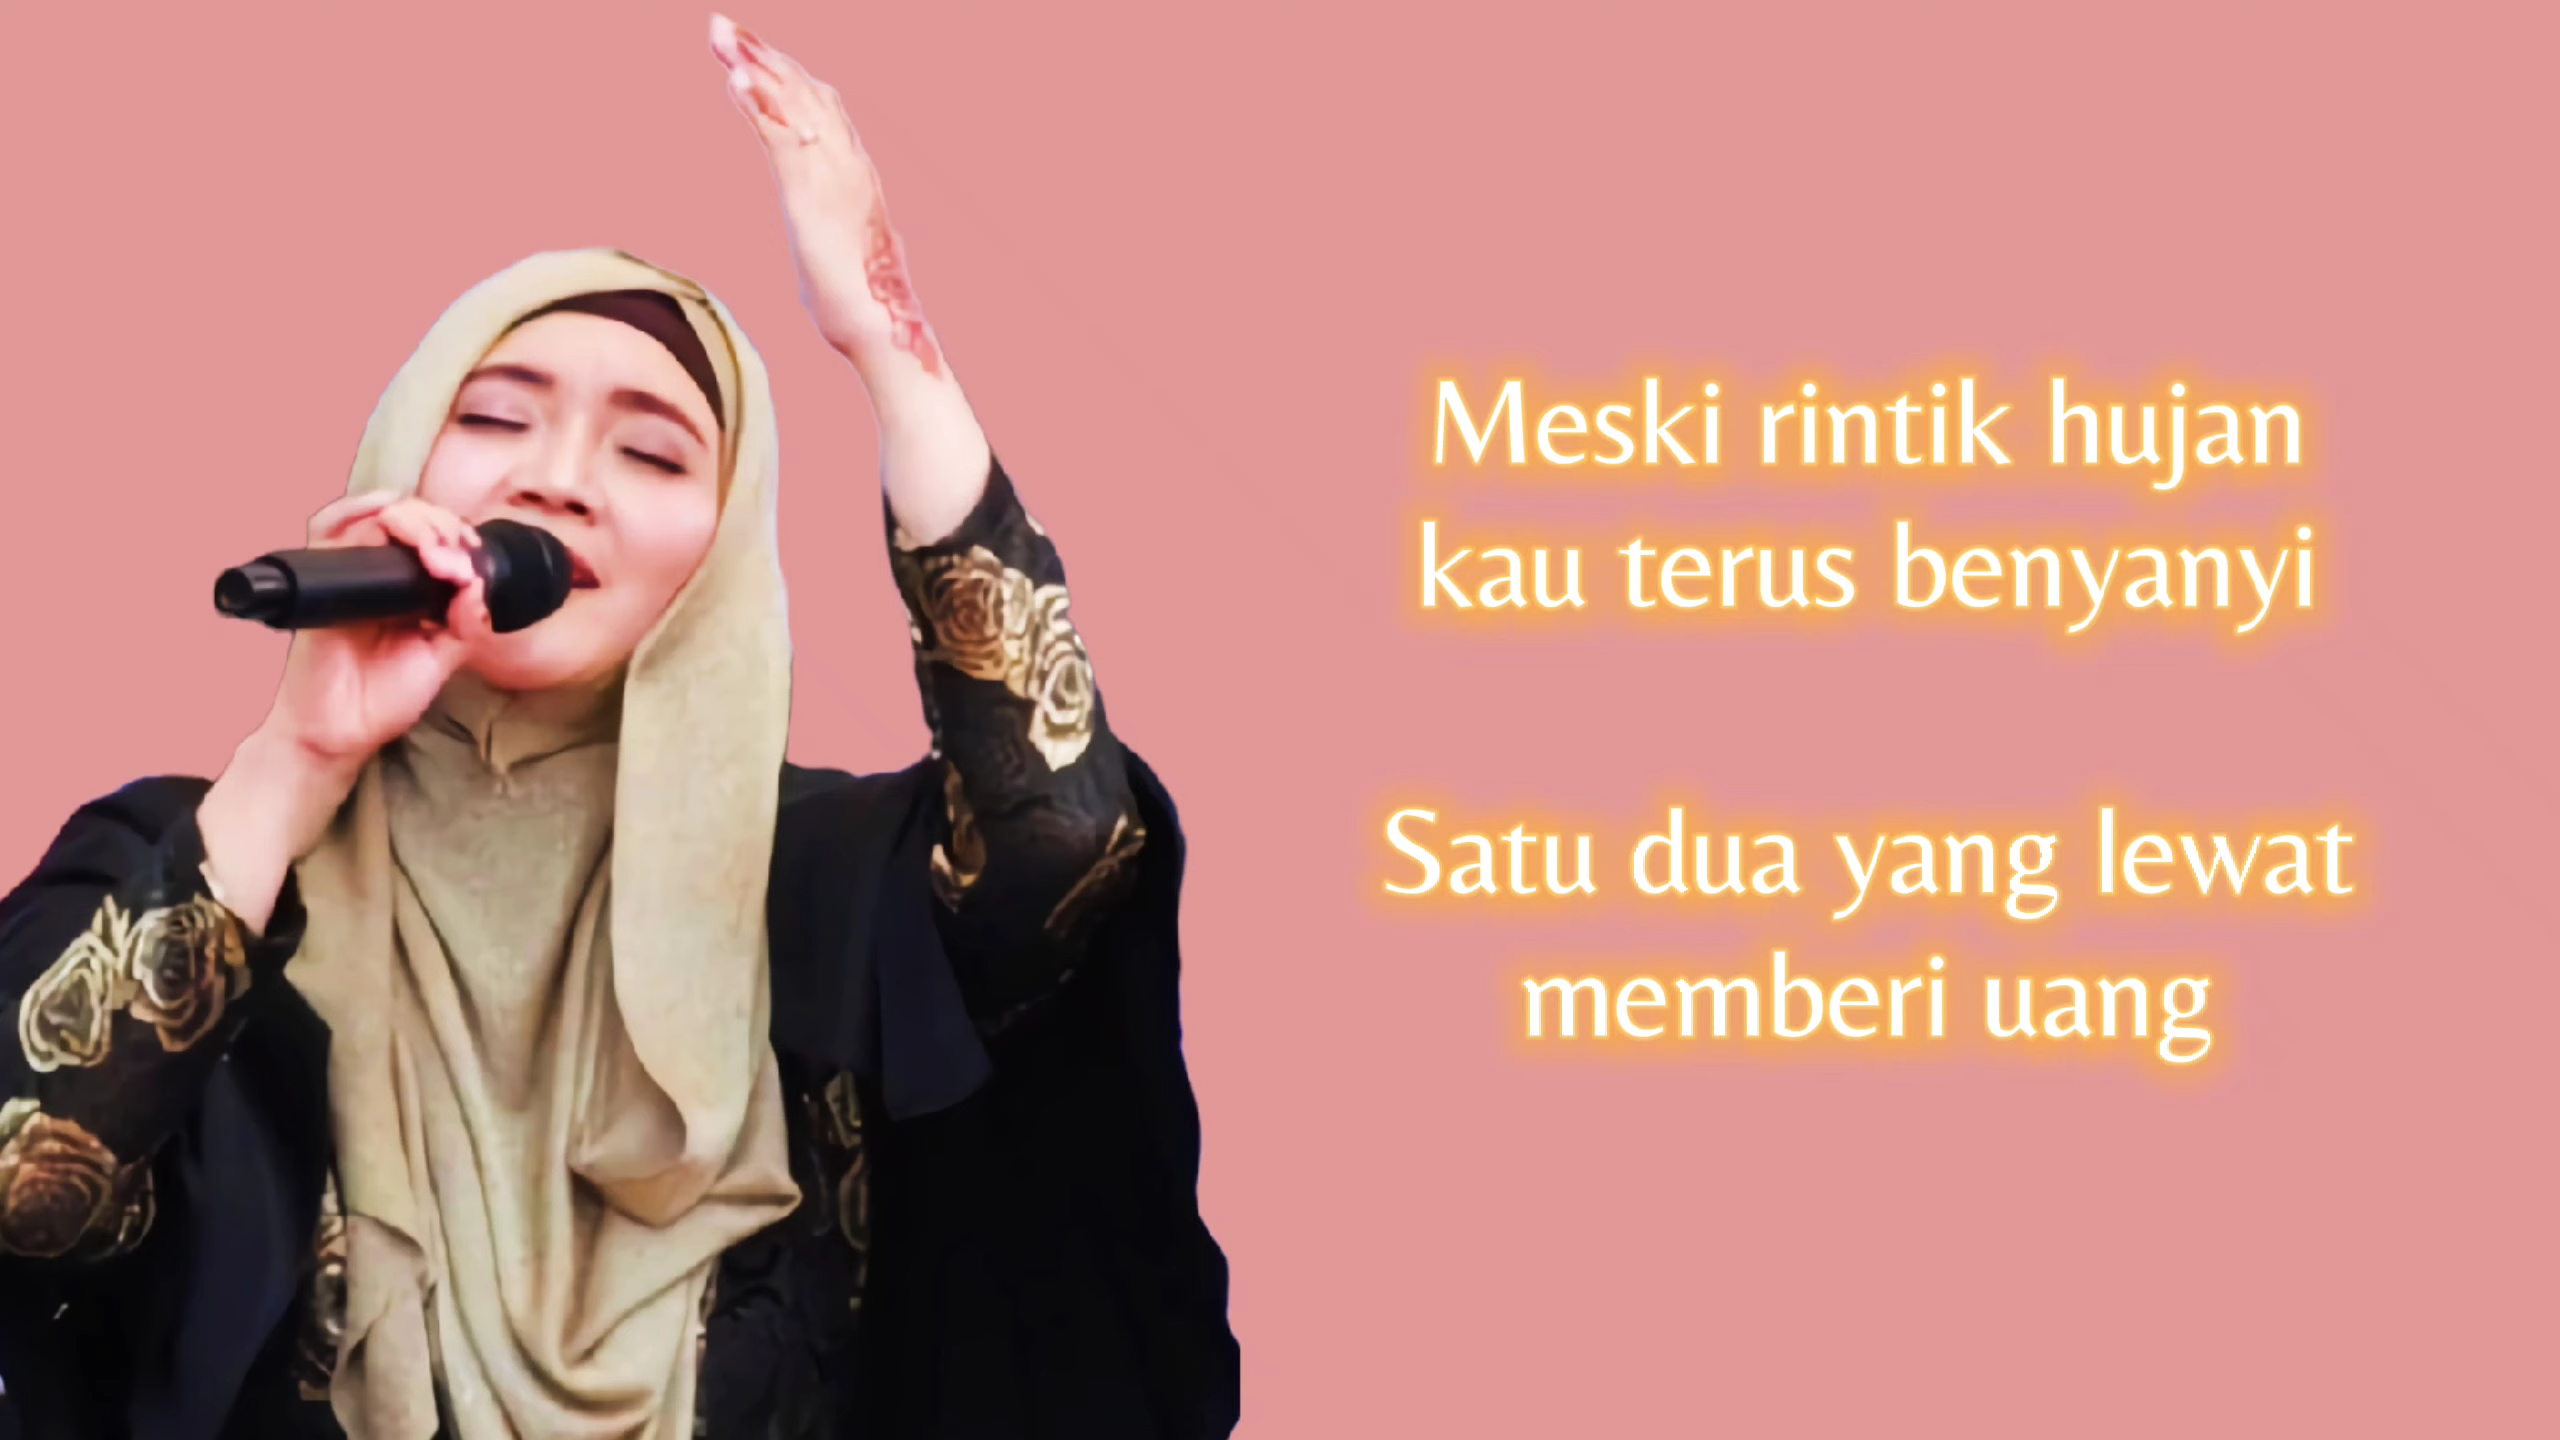 Meski rintik hujan
kau terus benyanyi
Satu dua yang lewat
memberi uang